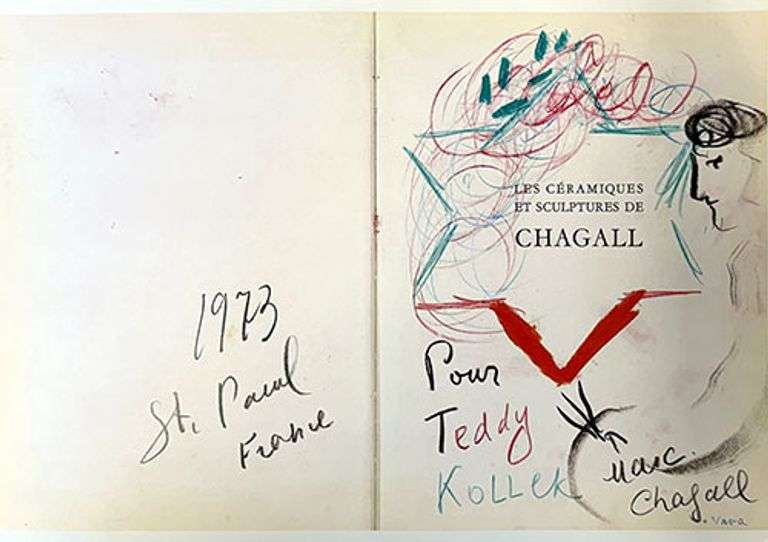 1973
St. Paul
France
LES CÉRAMIQUES
ET SCULPTURES DE
CHAGALL
Pour
Teddy
KOLLEK
Marc
Chagall
Vava